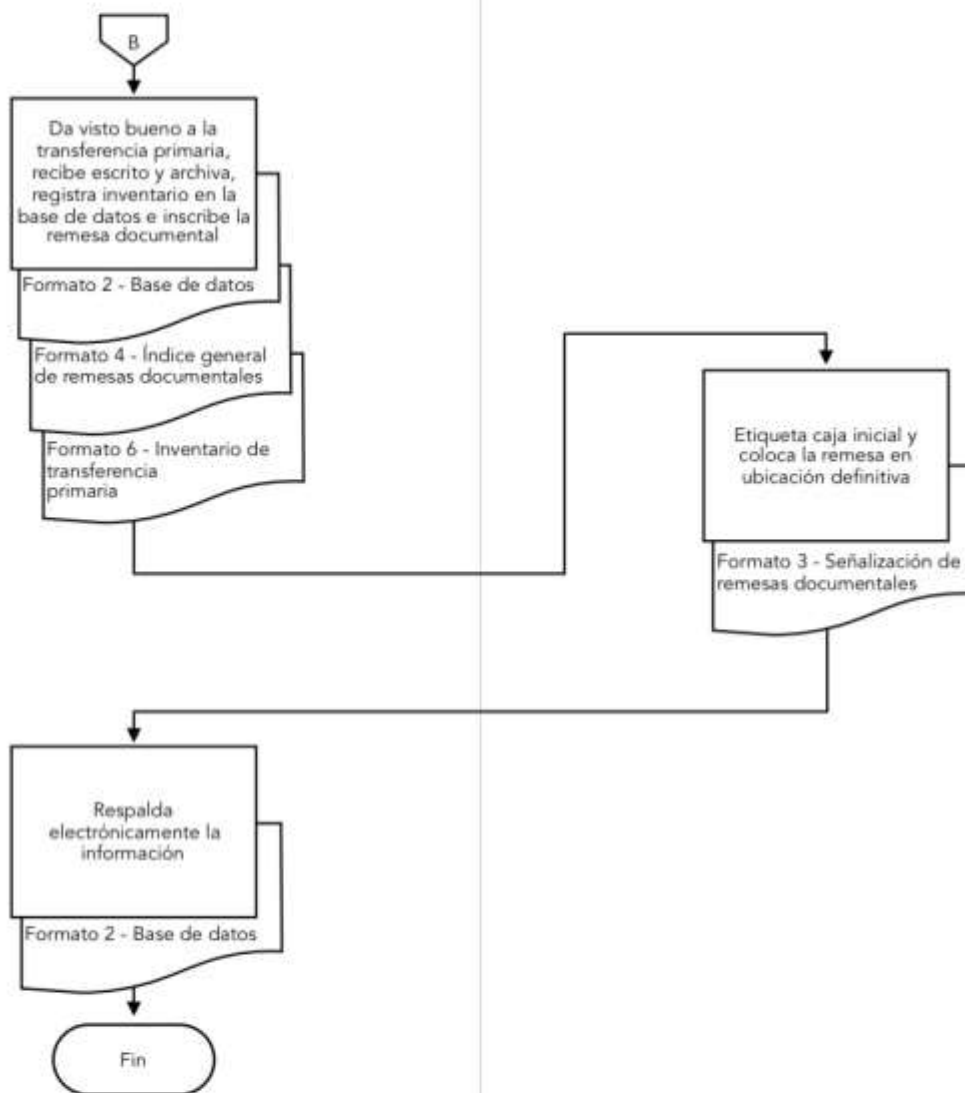 B
Da visto bueno a la
transferencia primaria,
recibe escrito y archiva,
registra inventario en la
base de datos e inscribe la
remesa documental
Formato 2 - Base de datos
Formato 4 - Índice general
de remesas documentales
Formato 6 - Inventario de
transferencia
primaria
Etiqueta caja inicial y
coloca la remesa en
ubicación definitiva
Formato 3 - Señalización de
remesas documentales
Respalda
electrónicamente la
información
Formato 2 - Base de datos
Fin